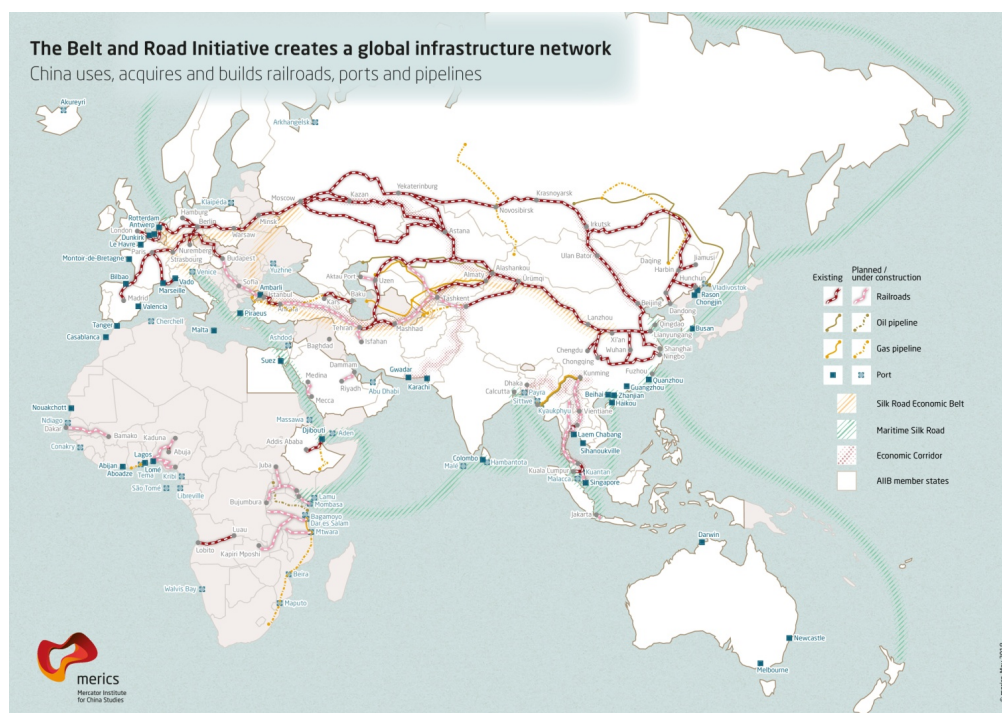 The Belt and Road Initiative creates a global infrastructure network
China uses, acquires and builds railroads, ports and pipelines
Akureyri
Arkhangelsk
Klaipeda
Moscow
Kazan
Yekaterinburg
Krasnoyarsk
Novosibirsk
Irkutsk
Rotterdam
Hamburg
Antwerp
Berlin
London
Dunkirk
Minsk
Warsaw
Le Havre
Paris
Nuremberg
Strasbourg
Budapest
Montoir-de-Bretagne
Venice
Yuzhne
Astana
Ulan Bator
Daqing
Jiamusi
Harbin
Hunchun
Vladivostok
Rason
Chongjin
Bilbao
Vado
Marseille
Madrid
Valencia
Sofia
Ambarli
Istanbul
Ankara
Kars
Baku
Aktau Port
Uzen
Almaty
Alashankou
Ürümqi
Tashkent
Beijing
Dandong
Tanger
Casablanca
Cherchell
Malta
Piraeus
Tehran
Mashhad
Isfahan
Lanzhou
Qingdao
Lianyungang
Busan
Xi'an
Chengdu
Wuhan
Shanghai
Ningbo
Chongqing
Ashdod
Baghdad
Suez
Dammam
Medina
Riyadh
Mecca
Abu Dhabi
Gwadar
Karachi
Dhaka
Calcutta
Payra
Sittwe
Kyaukphyu
Kunming
Fuzhou
Quanzhou
Guangzhou
Beihai
Zhanjian
Haikou
Vientiane
Laem Chabang
Sihanoukville
Nouakchott
Ndiago
Dakar
Bamako
Conakry
Kaduna
Abuja
Lagos
Lomé
Abijan
Aboadze
Tema
Kribi
São Tomé
Libreville
Massawa
Djibouti
Aden
Addis Ababa
Juba
Colombo
Hambantota
Malé
Kuala Lumpur
Kuantan
Malacca
Singapore
Jakarta
Bujumbura
Lamu
Mombasa
Bagamoyo
Dar es Salam
Mtwara
Luau
Lobito
Kapiri Mposhi
Beira
Walvis Bay
Maputo
Darwin
Newcastle
Melbourne
Existing
Planned /
under construction
Railroads
Oil pipeline
Gas pipeline
Port
Silk Road Economic Belt
Maritime Silk Road
Economic Corridor
AIIB member states
merics
Mercator Institute
for China Studies